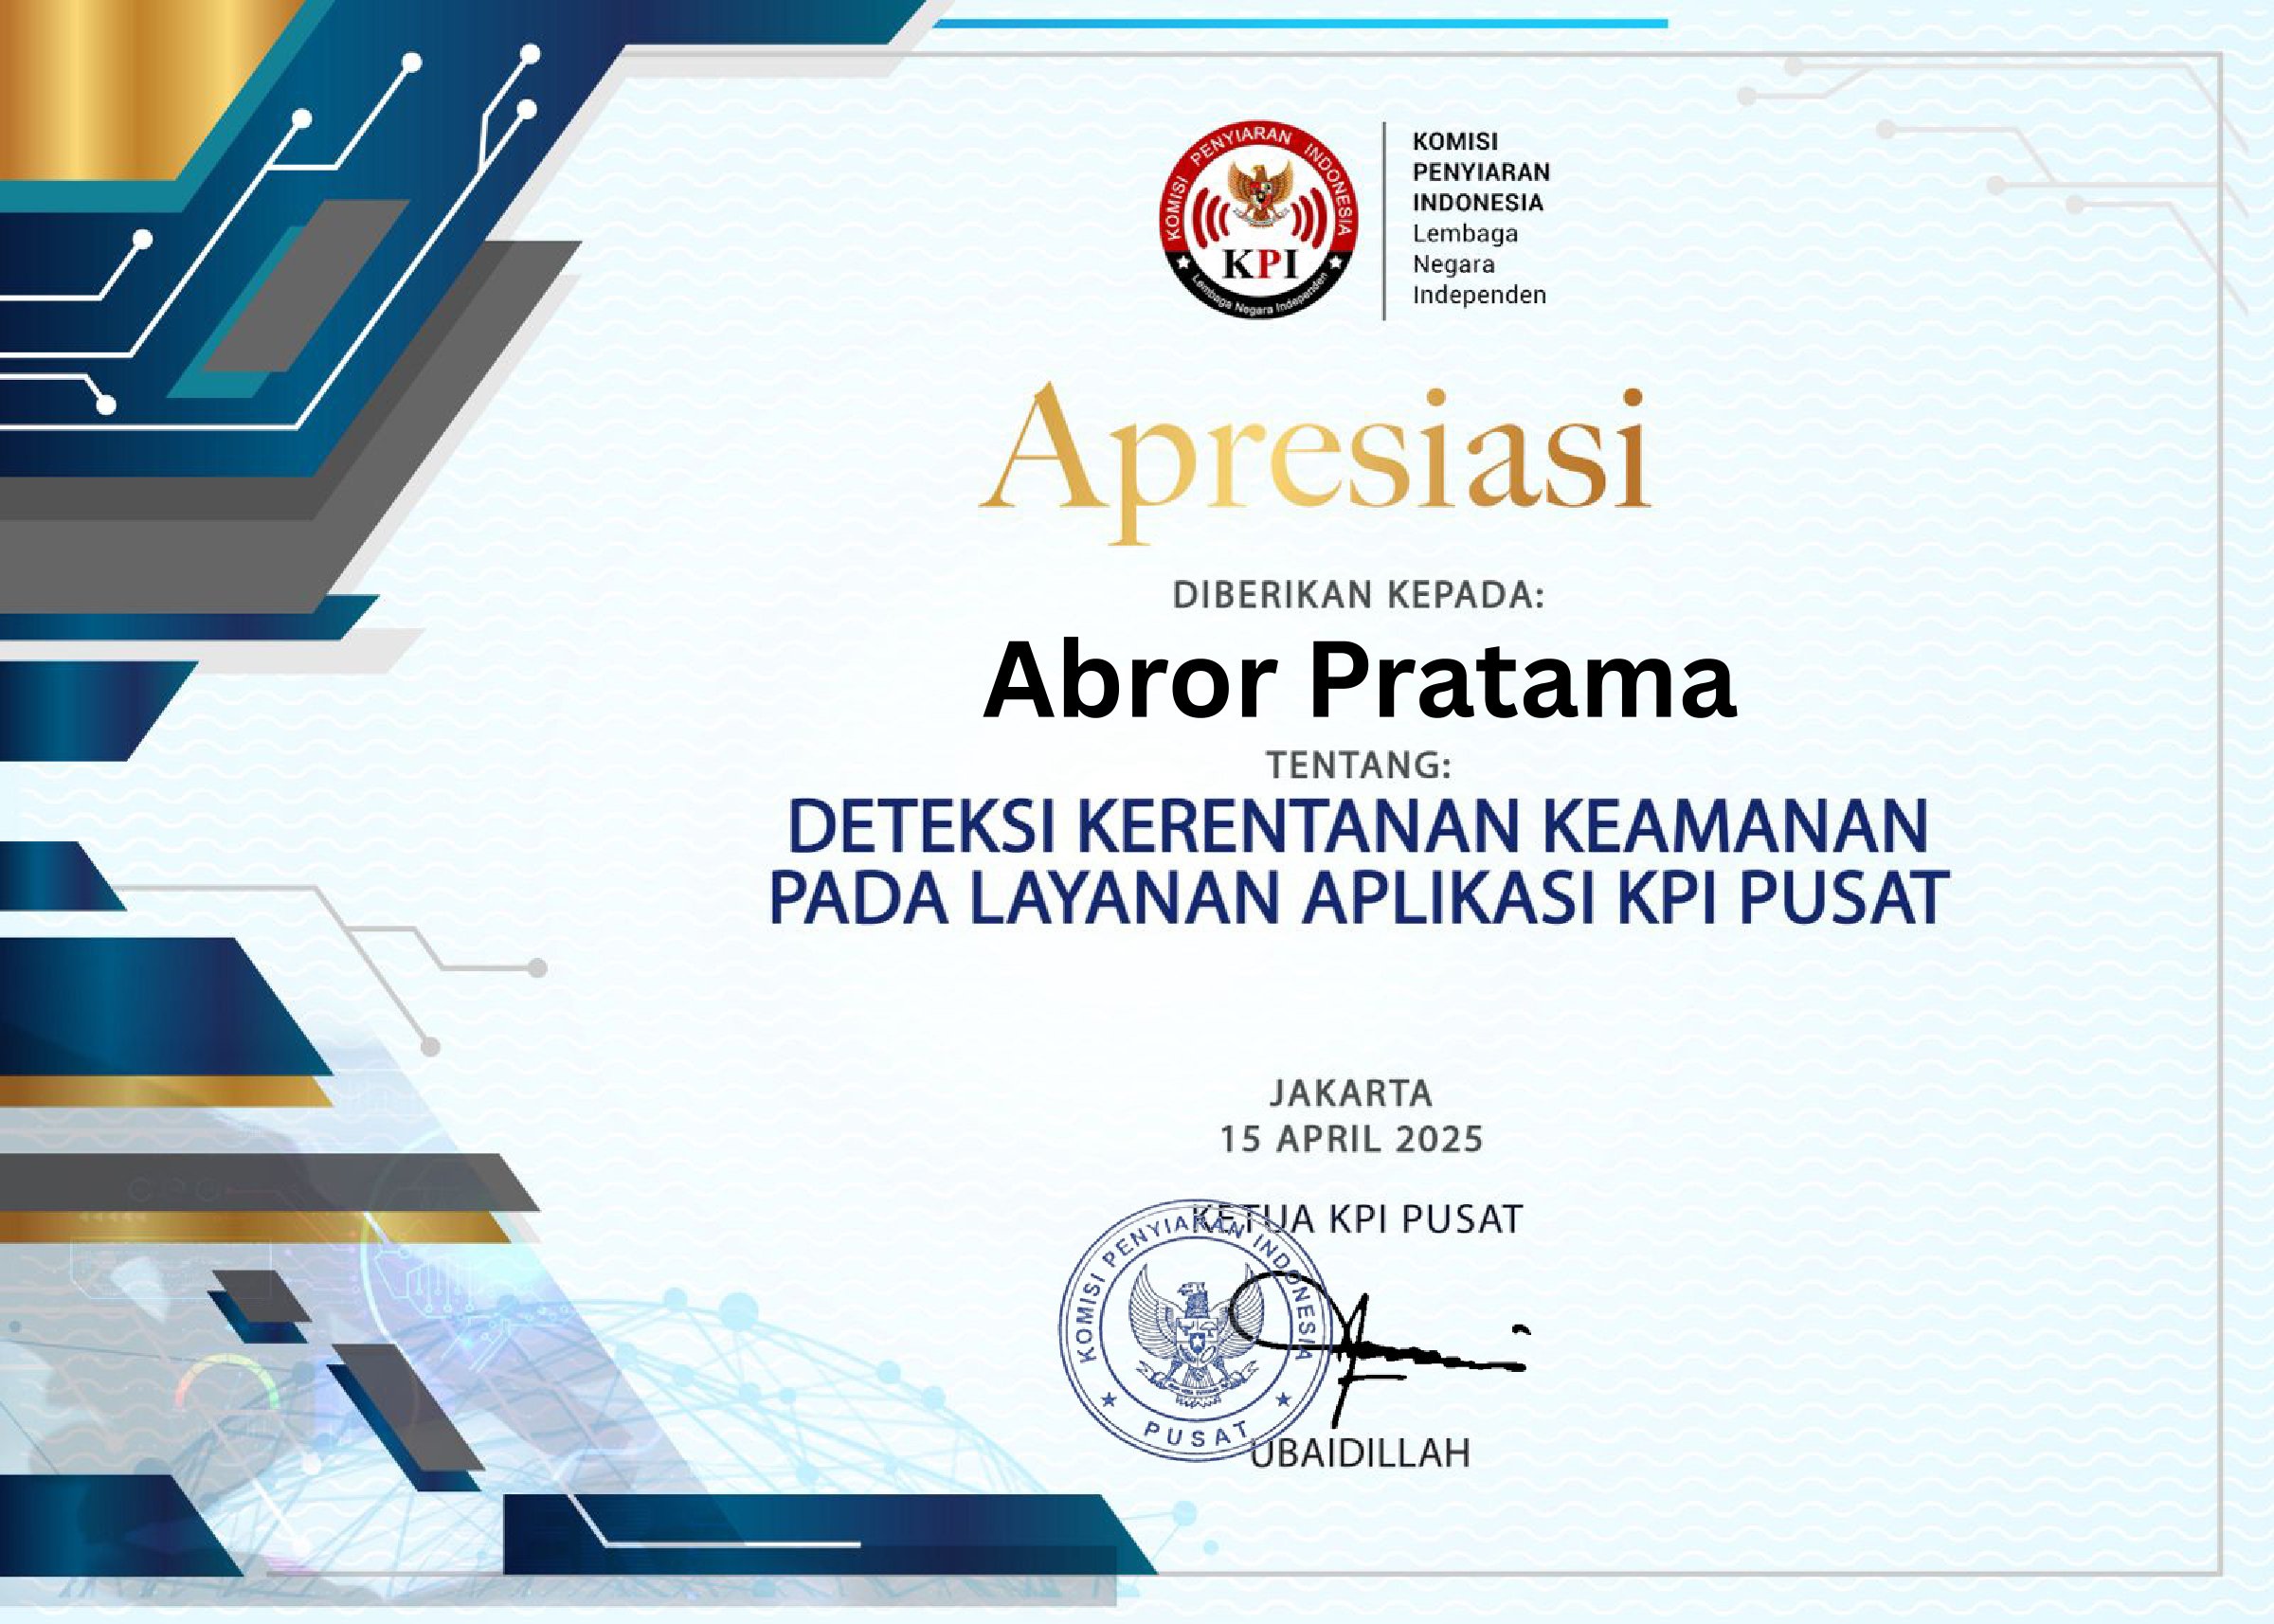 KOMISI PENYIARAN INDONESIA
KPI
Lembaga Negara Independen
KOMISI
PENYIARAN
INDONESIA
Lembaga
Negara
Independen
Apresiasi
DIBERIKAN KEPADA:
Abror Pratama
TENTANG:
DETEKSI KERENTANAN KEAMANAN
PADA LAYANAN APLIKASI KPI PUSAT
JAKARTA
15 APRIL 2025
KETUA KPI PUSAT
KOMISI PENYIARAN INDONESIA
PUSAT
UBAIDILLAH